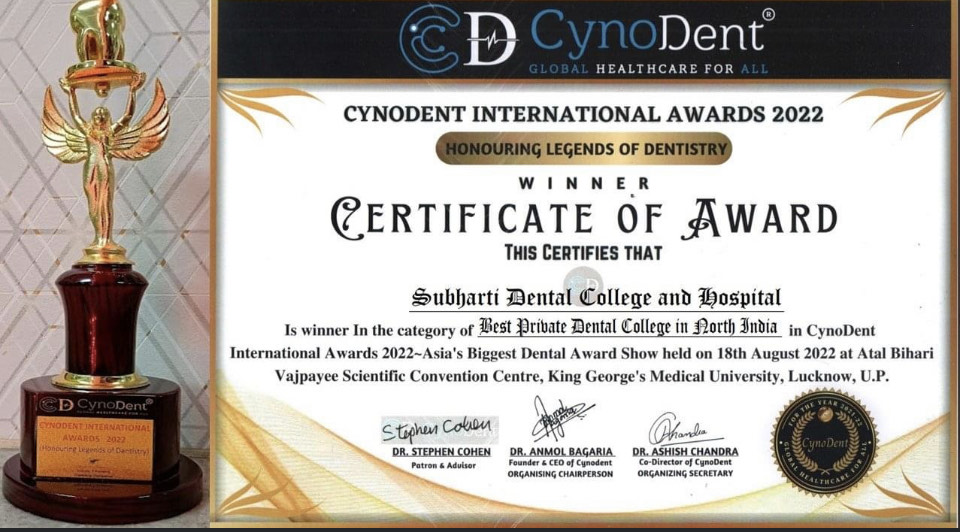 CynoDent®
GLOBAL HEALTHCARE FOR ALL
CYNODENT INTERNATIONAL AWARDS 2022
HONOURING LEGENDS OF DENTISTRY
WINNER
CERTIFICATE OF AWARD
THIS CERTIFIES THAT
Subharti Dental College and Hospital
Is winner In the category of Best Private Dental College in North India in CynoDent
International Awards 2022~Asia's Biggest Dental Award Show held on 18th August 2022 at Atal Bihari
Vajpayee Scientific Convention Centre, King George's Medical University, Lucknow, U.P.
Stephen Cohen
DR. STEPHEN COHEN
Patron & Advisor
DR. ANMOL BAGARIA
Founder & CEO of Cynodent
ORGANISING CHAIRPERSON
DR. ASHISH CHANDRA
Co-Director of CynoDent
ORGANIZING SECRETARY
FOR THE YEAR 2021-22
CynoDent
GLOBAL HEALTHCARE FOR ALL
CynoDent®
CYNODENT INTERNATIONAL
AWARDS 2022
(Honouring Legends of Dentistry)